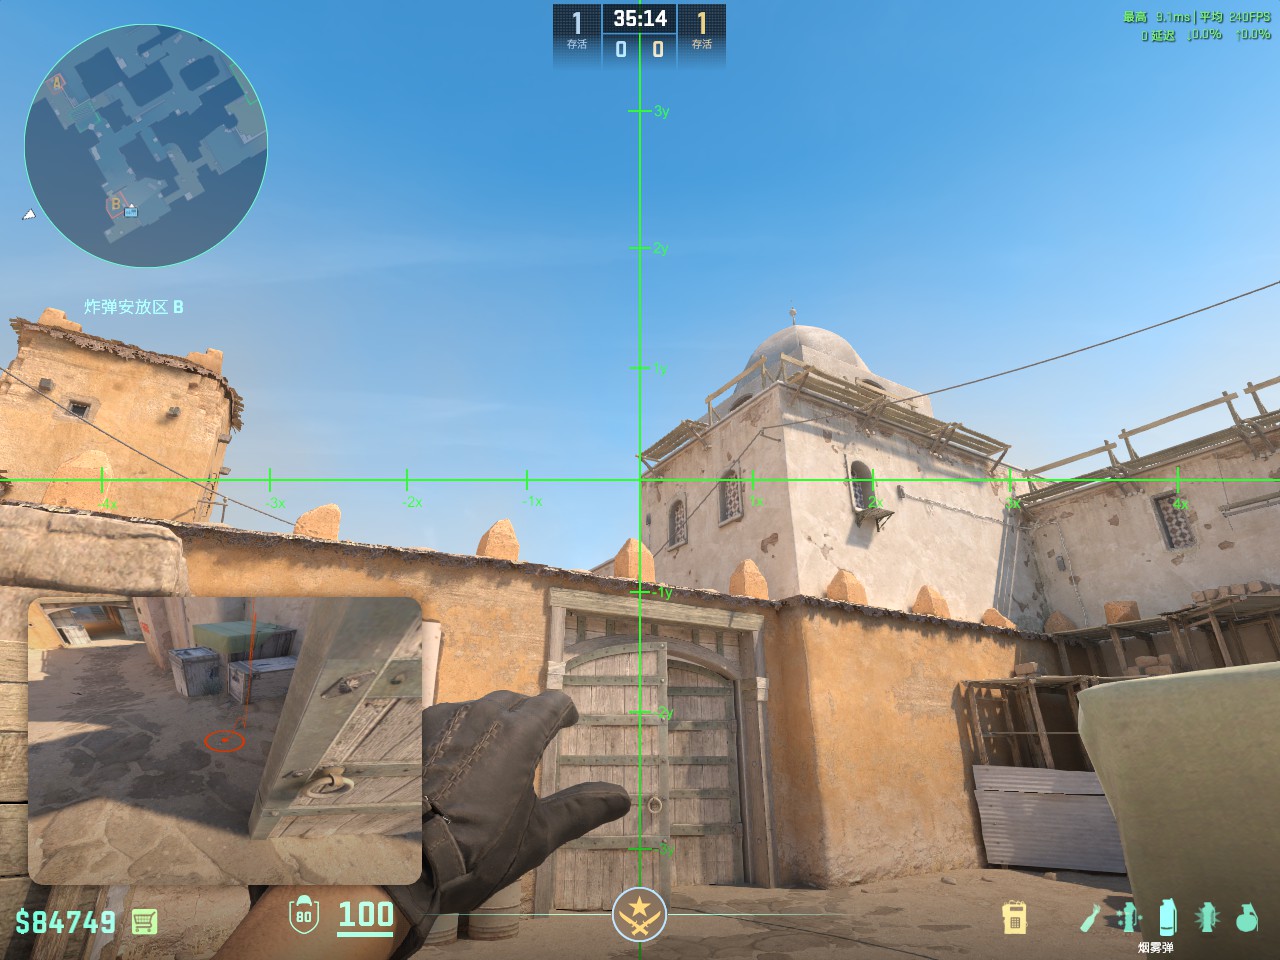 1
存活
35:14
0 0
1
存活
最高 9.1ms | 平均 240FPS
0 延迟 ↓0.0% ↑0.0%
A
B
炸弹安放区 B
3y
2y
1y
-4x -3x -2x -1x 1x 2x 3x 4x
-1y
-2y
-3y
$84749
80
100
烟雾弹